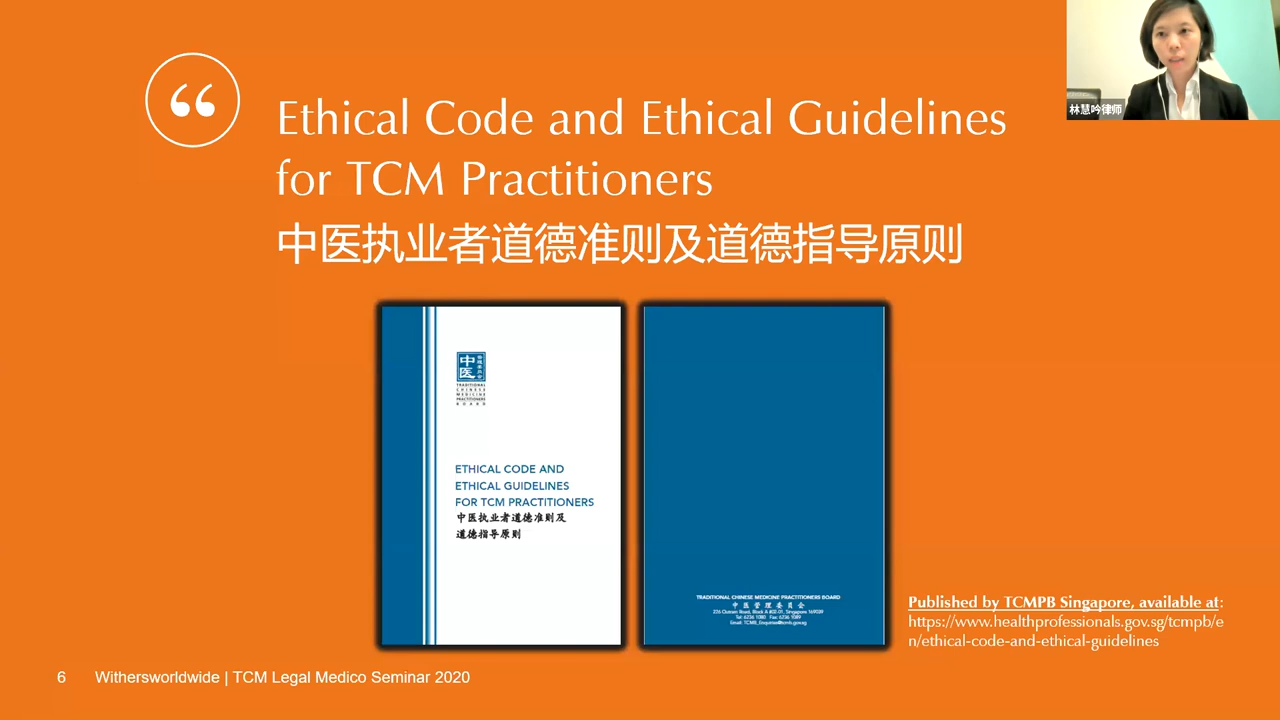 林慧吟律师
Ethical Code and Ethical Guidelines
for TCM Practitioners
中医执业者道德准则及道德指导原则
中医
TRADITIONAL
CHINESE
MEDICINE
PRACTITIONERS
BOARD
ETHICAL CODE AND
ETHICAL GUIDELINES
FOR TCM PRACTITIONERS
中医执业者道德准则及
道德指导原则
TRADITIONAL CHINESE MEDICINE PRACTITIONERS BOARD
中医管理委员会
Published by TCMPB Singapore, available at:
https://www.healthprofessionals.gov.sg/tcmpb/e
n/ethical-code-and-ethical-guidelines
6 Withersworldwide | TCM Legal Medico Seminar 2020